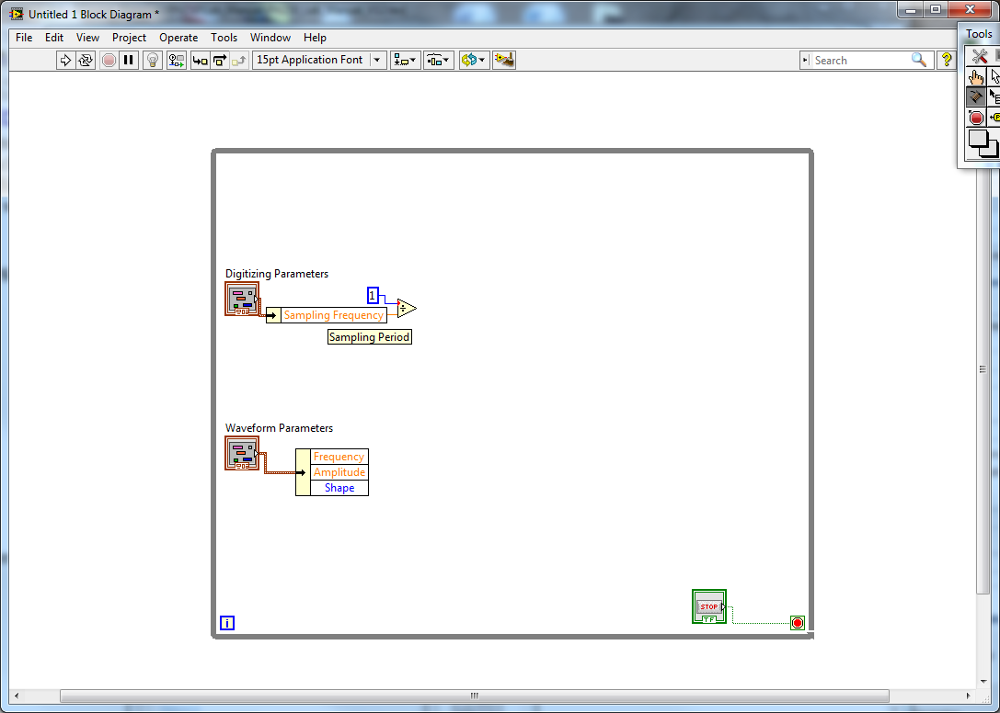 Untitled 1 Block Diagram *
File Edit View Project Operate Tools Window Help
Tools
15pt Application Font
Search
?
Digitizing Parameters
1
Sampling Frequency
÷
Sampling Period
Waveform Parameters
Frequency
Amplitude
Shape
STOP
TF
i